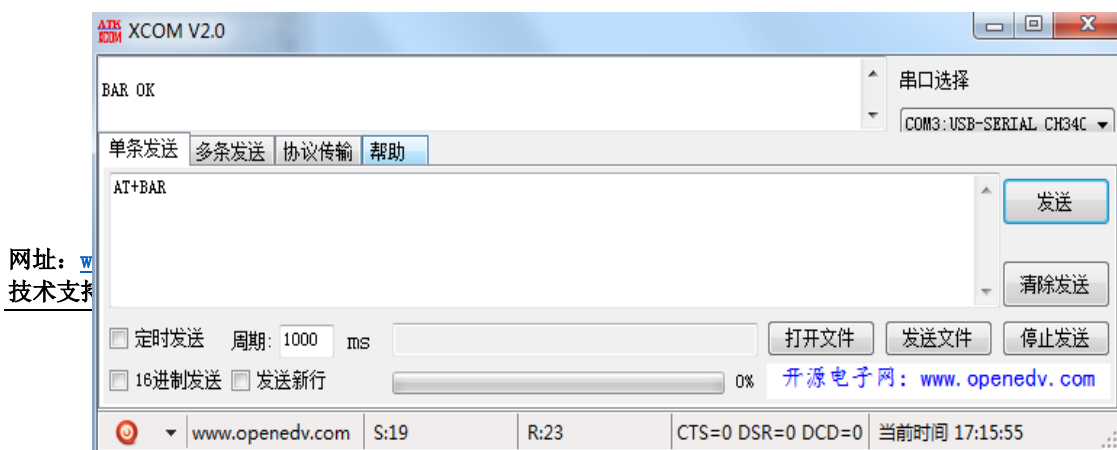 ATK XCOM XCOM V2.0
BAR OK
串口选择
COM3:USB-SERIAL CH34C
单条发送 多条发送 协议传输 帮助
AT+BAR
发送
网址：w
技术支持
清除发送
定时发送 周期: 1000 ms
打开文件 发送文件 停止发送
16进制发送 发送新行
0% 开源电子网：www.openedv.com
www.openedv.com S:19 R:23 CTS=0 DSR=0 DCD=0 当前时间 17:15:55